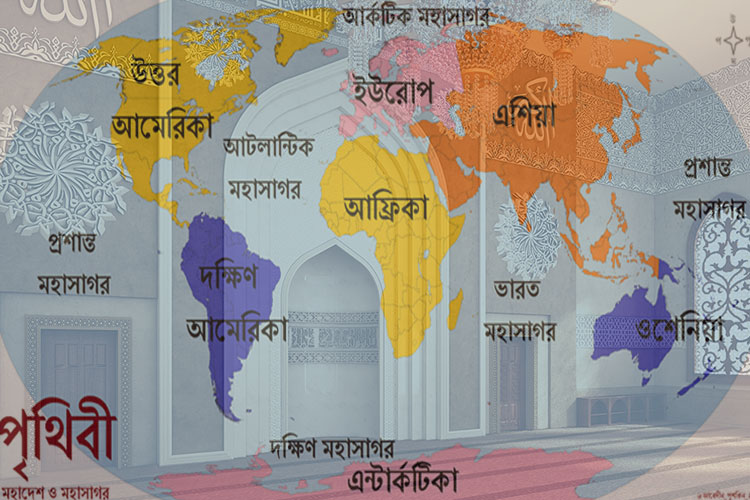 আর্কটিক মহাসাগর
উত্তর
আমেরিকা
ইউরোপ
এশিয়া
আটলান্টিক
মহাসাগর
আফ্রিকা
প্রশান্ত
মহাসাগর
প্রশান্ত
মহাসাগর
দক্ষিণ
আমেরিকা
ভারত
মহাসাগর
ওশেনিয়া
পৃথিবী
মহাদেশ ও মহাসাগর
দক্ষিণ মহাসাগর
এন্টার্কটিকা